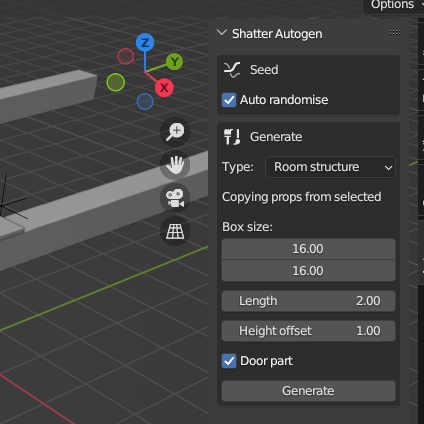 Options
Shatter Autogen
Z
Y
X
Seed
Auto randomise
Generate
Type: Room structure
Copying props from selected
Box size:
16.00
16.00
Length 2.00
Height offset 1.00
Door part
Generate